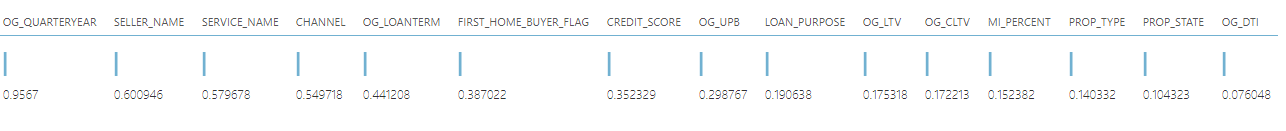 OG_QUARTERYEAR SELLER_NAME SERVICE_NAME CHANNEL OG_LOANTERM FIRST_HOME_BUYER_FLAG CREDIT_SCORE OG_UPB LOAN_PURPOSE OG_LTV OG_CLTV MI_PERCENT PROP_TYPE PROP_STATE OG_DTI
0.9567 0.600946 0.579678 0.549718 0.441208 0.387022 0.352329 0.298767 0.190638 0.175318 0.172213 0.152382 0.140332 0.104323 0.076048